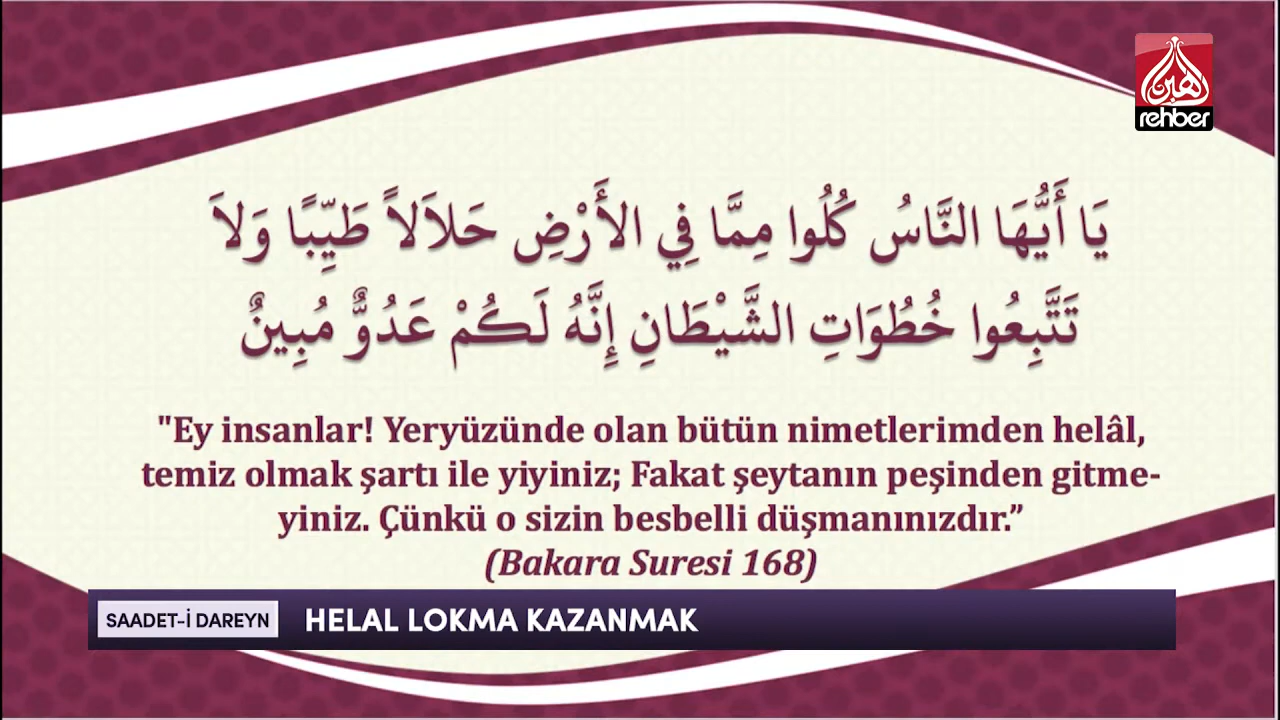 رهبر
rehber
يَا أَيُّهَا النَّاسُ كُلُوا مِمَّا فِي الأَرْضِ حَلاَلاً طَيِّبًا وَلاَ
تَتَّبِعُوا خُطُوَاتِ الشَّيْطَانِ إِنَّهُ لَكُمْ عَدُوٌّ مُبِينٌ
"Ey insanlar! Yeryüzünde olan bütün nimetlerimden helâl,
temiz olmak şartı ile yiyiniz; Fakat şeytanın peşinden gitme-
yiniz. Çünkü o sizin besbelli düşmanınızdır.”
(Bakara Suresi 168)
SAADET-İ DAREYN HELAL LOKMA KAZANMAK